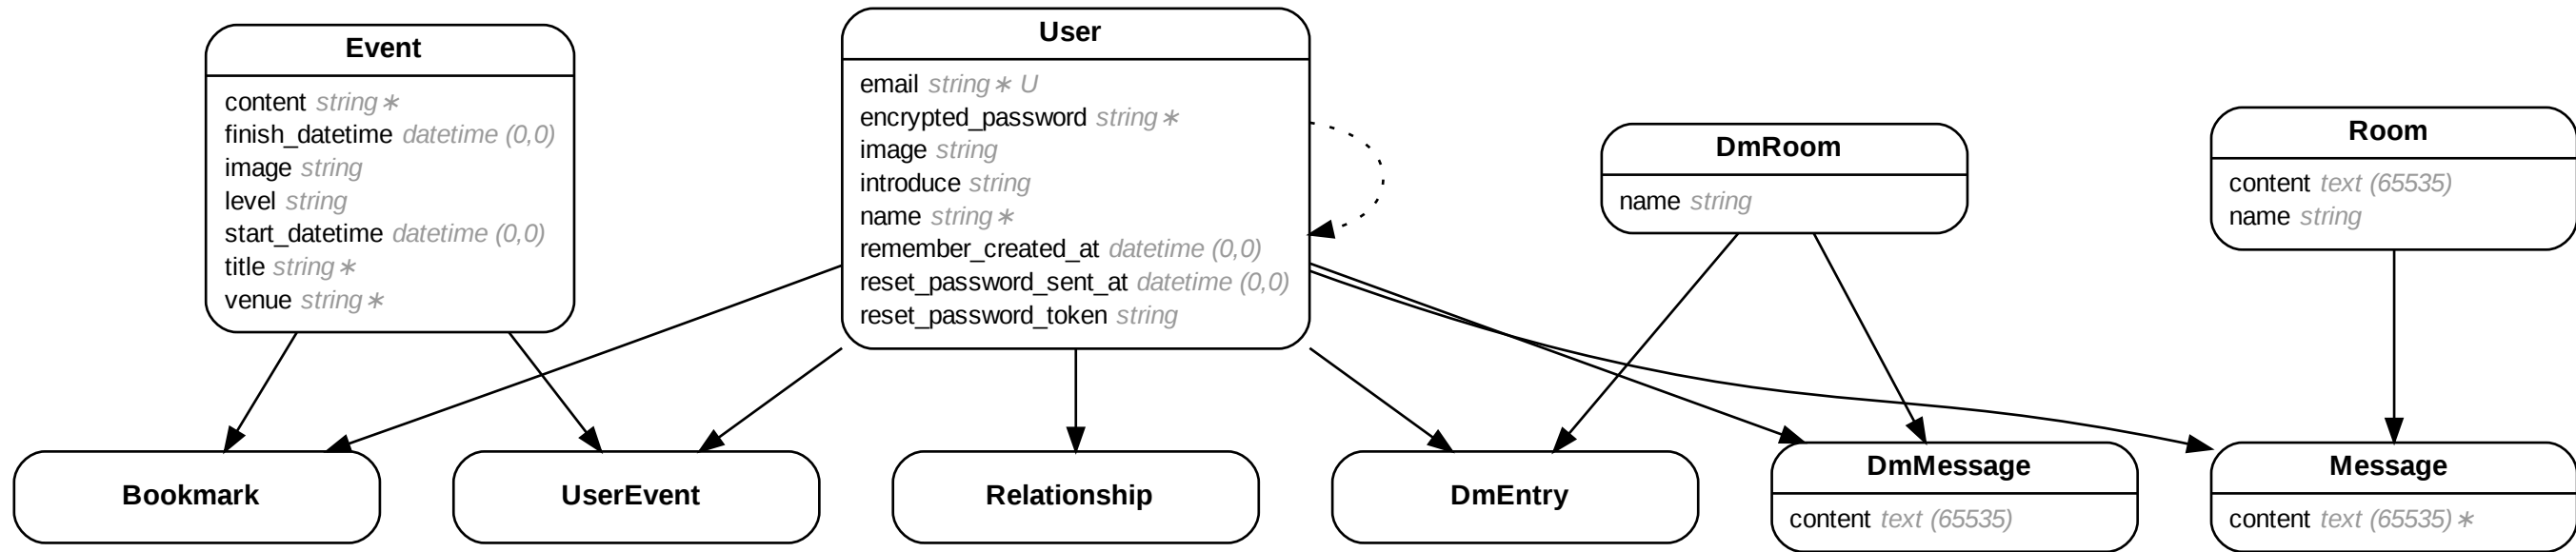 Event
content string∗
finish_datetime datetime (0,0)
image string
level string
start_datetime datetime (0,0)
title string∗
venue string∗
User
email string∗ U
encrypted_password string∗
image string
introduce string
name string∗
remember_created_at datetime (0,0)
reset_password_sent_at datetime (0,0)
reset_password_token string
DmRoom
name string
Room
content text (65535)
name string
Bookmark
UserEvent
Relationship
DmEntry
DmMessage
content text (65535)
Message
content text (65535)∗